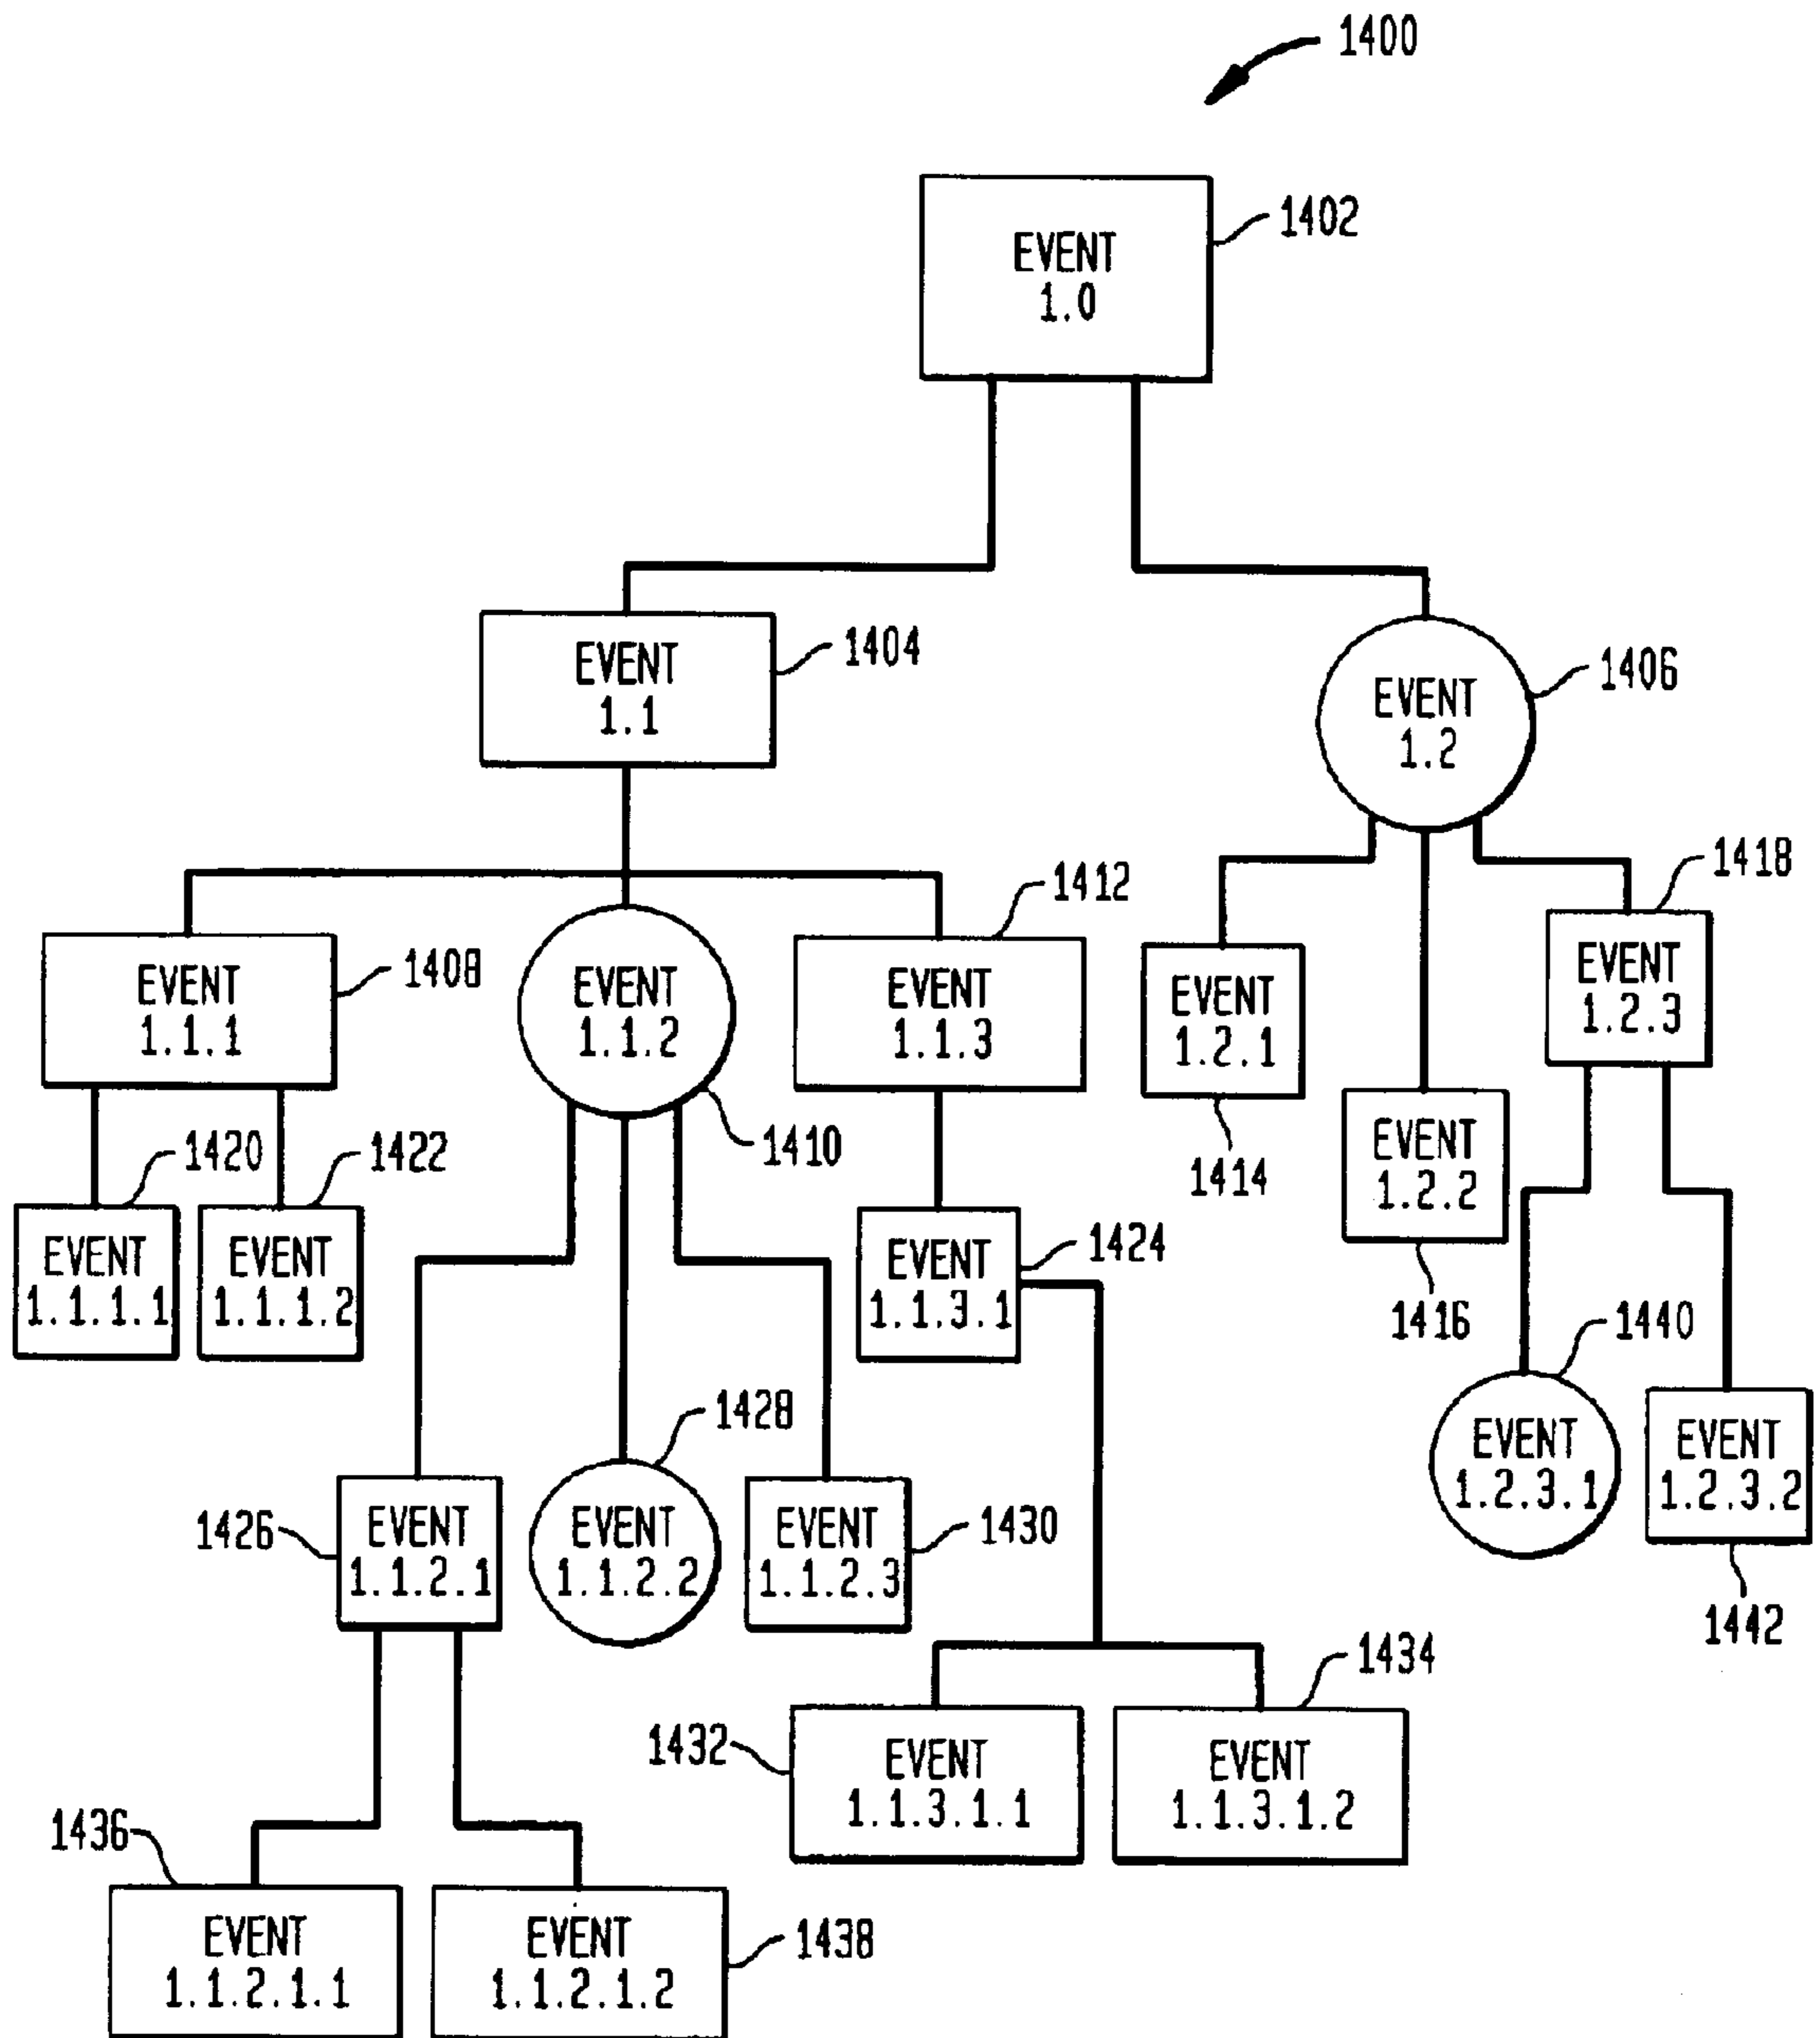 1400
EVENT
1.0
1402
EVENT
1.1
1404
EVENT
1.2
1406
EVENT
1.1.1
1408
EVENT
1.1.2
1410
EVENT
1.1.3
1412
EVENT
1.2.1
1414
EVENT
1.2.2
1416
EVENT
1.2.3
1418
1420
EVENT
1.1.1.1
1422
EVENT
1.1.1.2
EVENT
1.1.3.1
1424
1426
EVENT
1.1.2.1
1428
EVENT
1.1.2.2
EVENT
1.1.2.3
1430
1440
EVENT
1.2.3.1
EVENT
1.2.3.2
1442
1432
EVENT
1.1.3.1.1
1434
EVENT
1.1.3.1.2
1436
EVENT
1.1.2.1.1
EVENT
1.1.2.1.2
1438